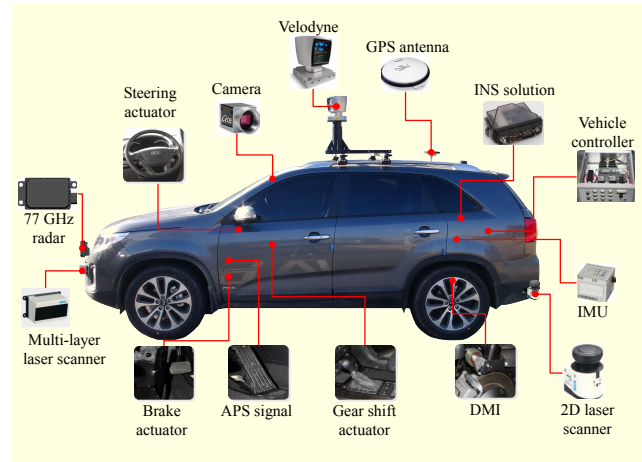 Velodyne
GPS antenna
Camera
INS solution
Steering
actuator
Vehicle
controller
77 GHz
radar
IMU
Multi-layer
laser scanner
Brake
actuator
APS signal
Gear shift
actuator
DMI
2D laser
scanner